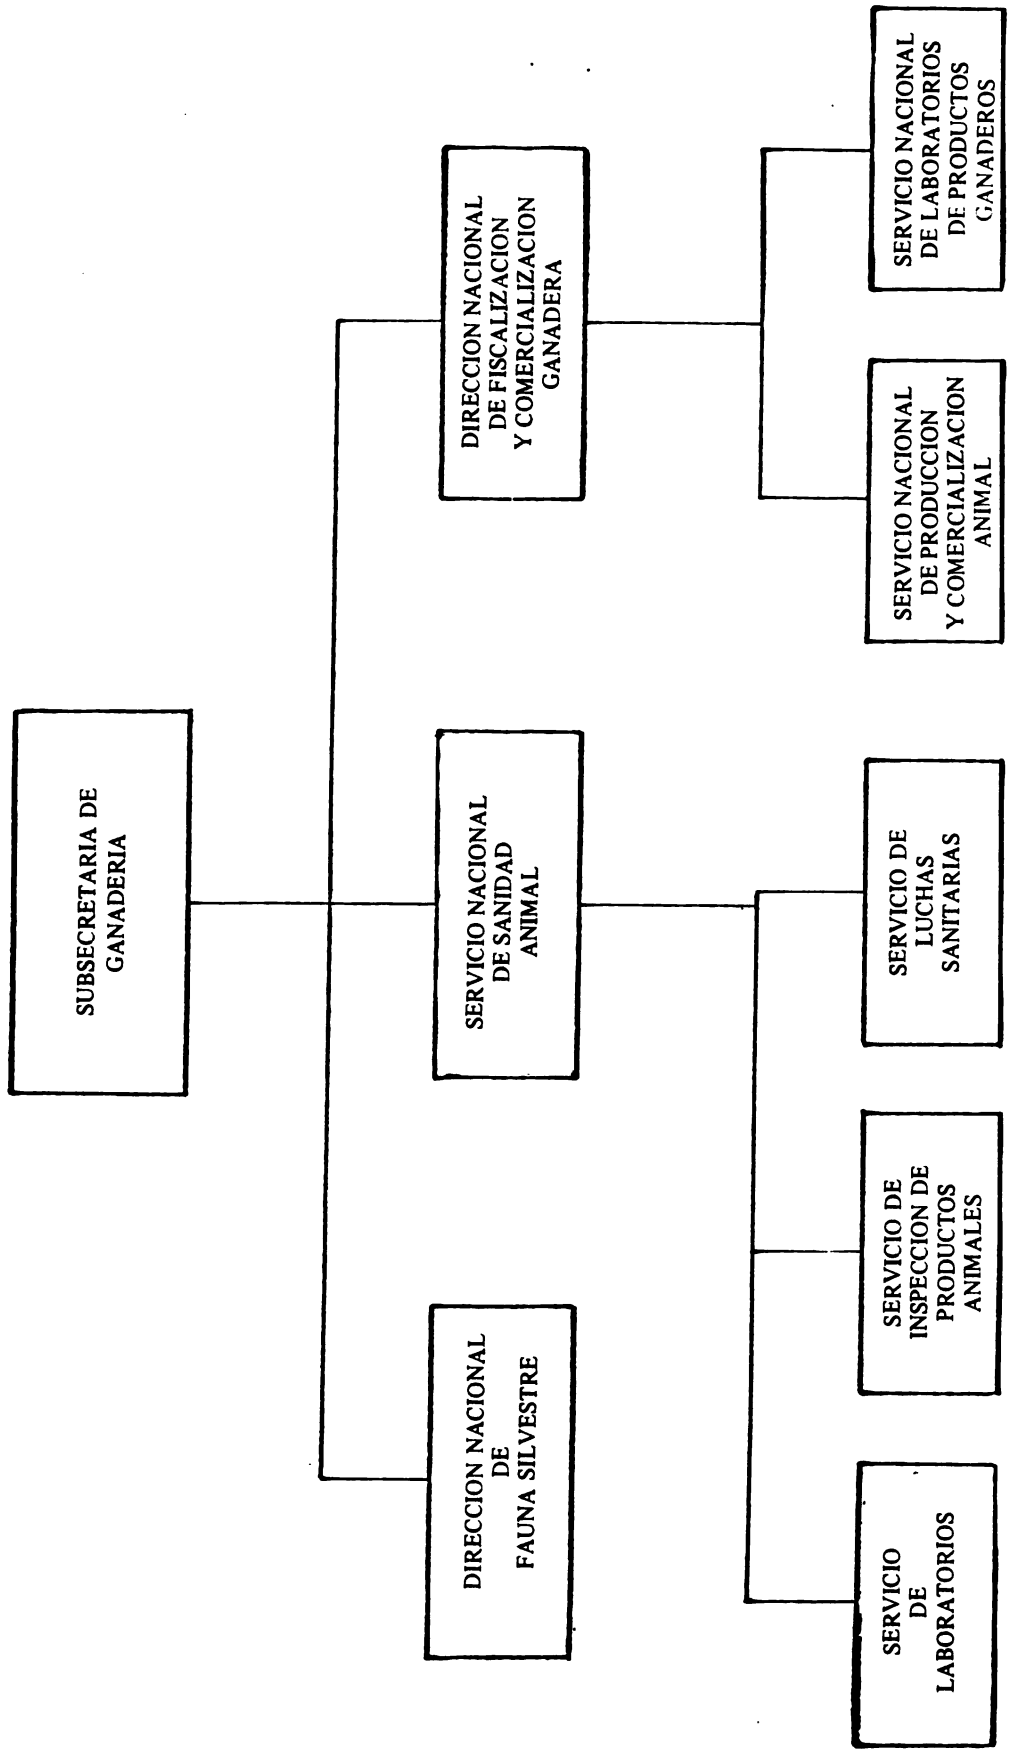 SUBSECRETARIA DE
GANADERIA
DIRECCION NACIONAL
DE
FAUNA SILVESTRE
SERVICIO NACIONAL
DE SANIDAD
ANIMAL
DIRECCION NACIONAL
DE FISCALIZACION
Y COMERCIALIZACION
GANADERA
SERVICIO
DE
LABORATORIOS
SERVICIO DE
INSPECCION DE
PRODUCTOS
ANIMALES
SERVICIO DE
LUCHAS
SANITARIAS
SERVICIO NACIONAL
DE PRODUCCION
Y COMERCIALIZACION
ANIMAL
SERVICIO NACIONAL
DE LABORATORIOS
DE PRODUCTOS
GANADEROS